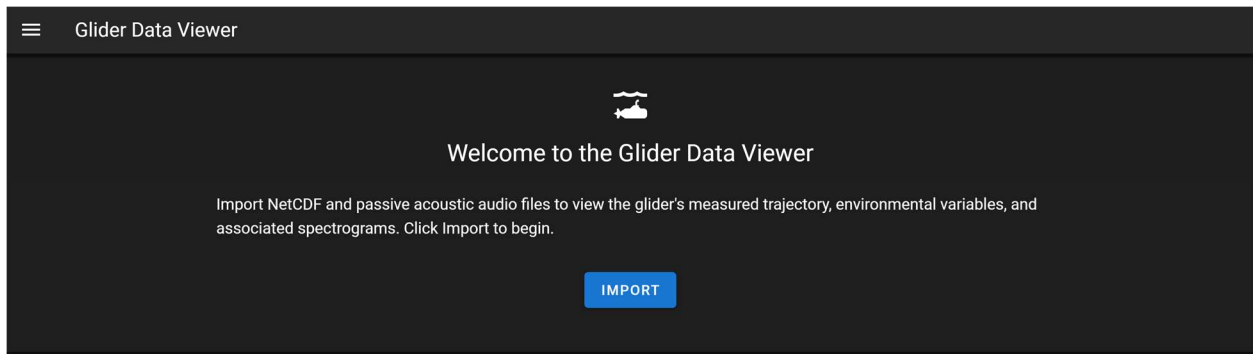 Glider Data Viewer
Welcome to the Glider Data Viewer
Import NetCDF and passive acoustic audio files to view the glider's measured trajectory, environmental variables, and
associated spectrograms. Click Import to begin.
IMPORT